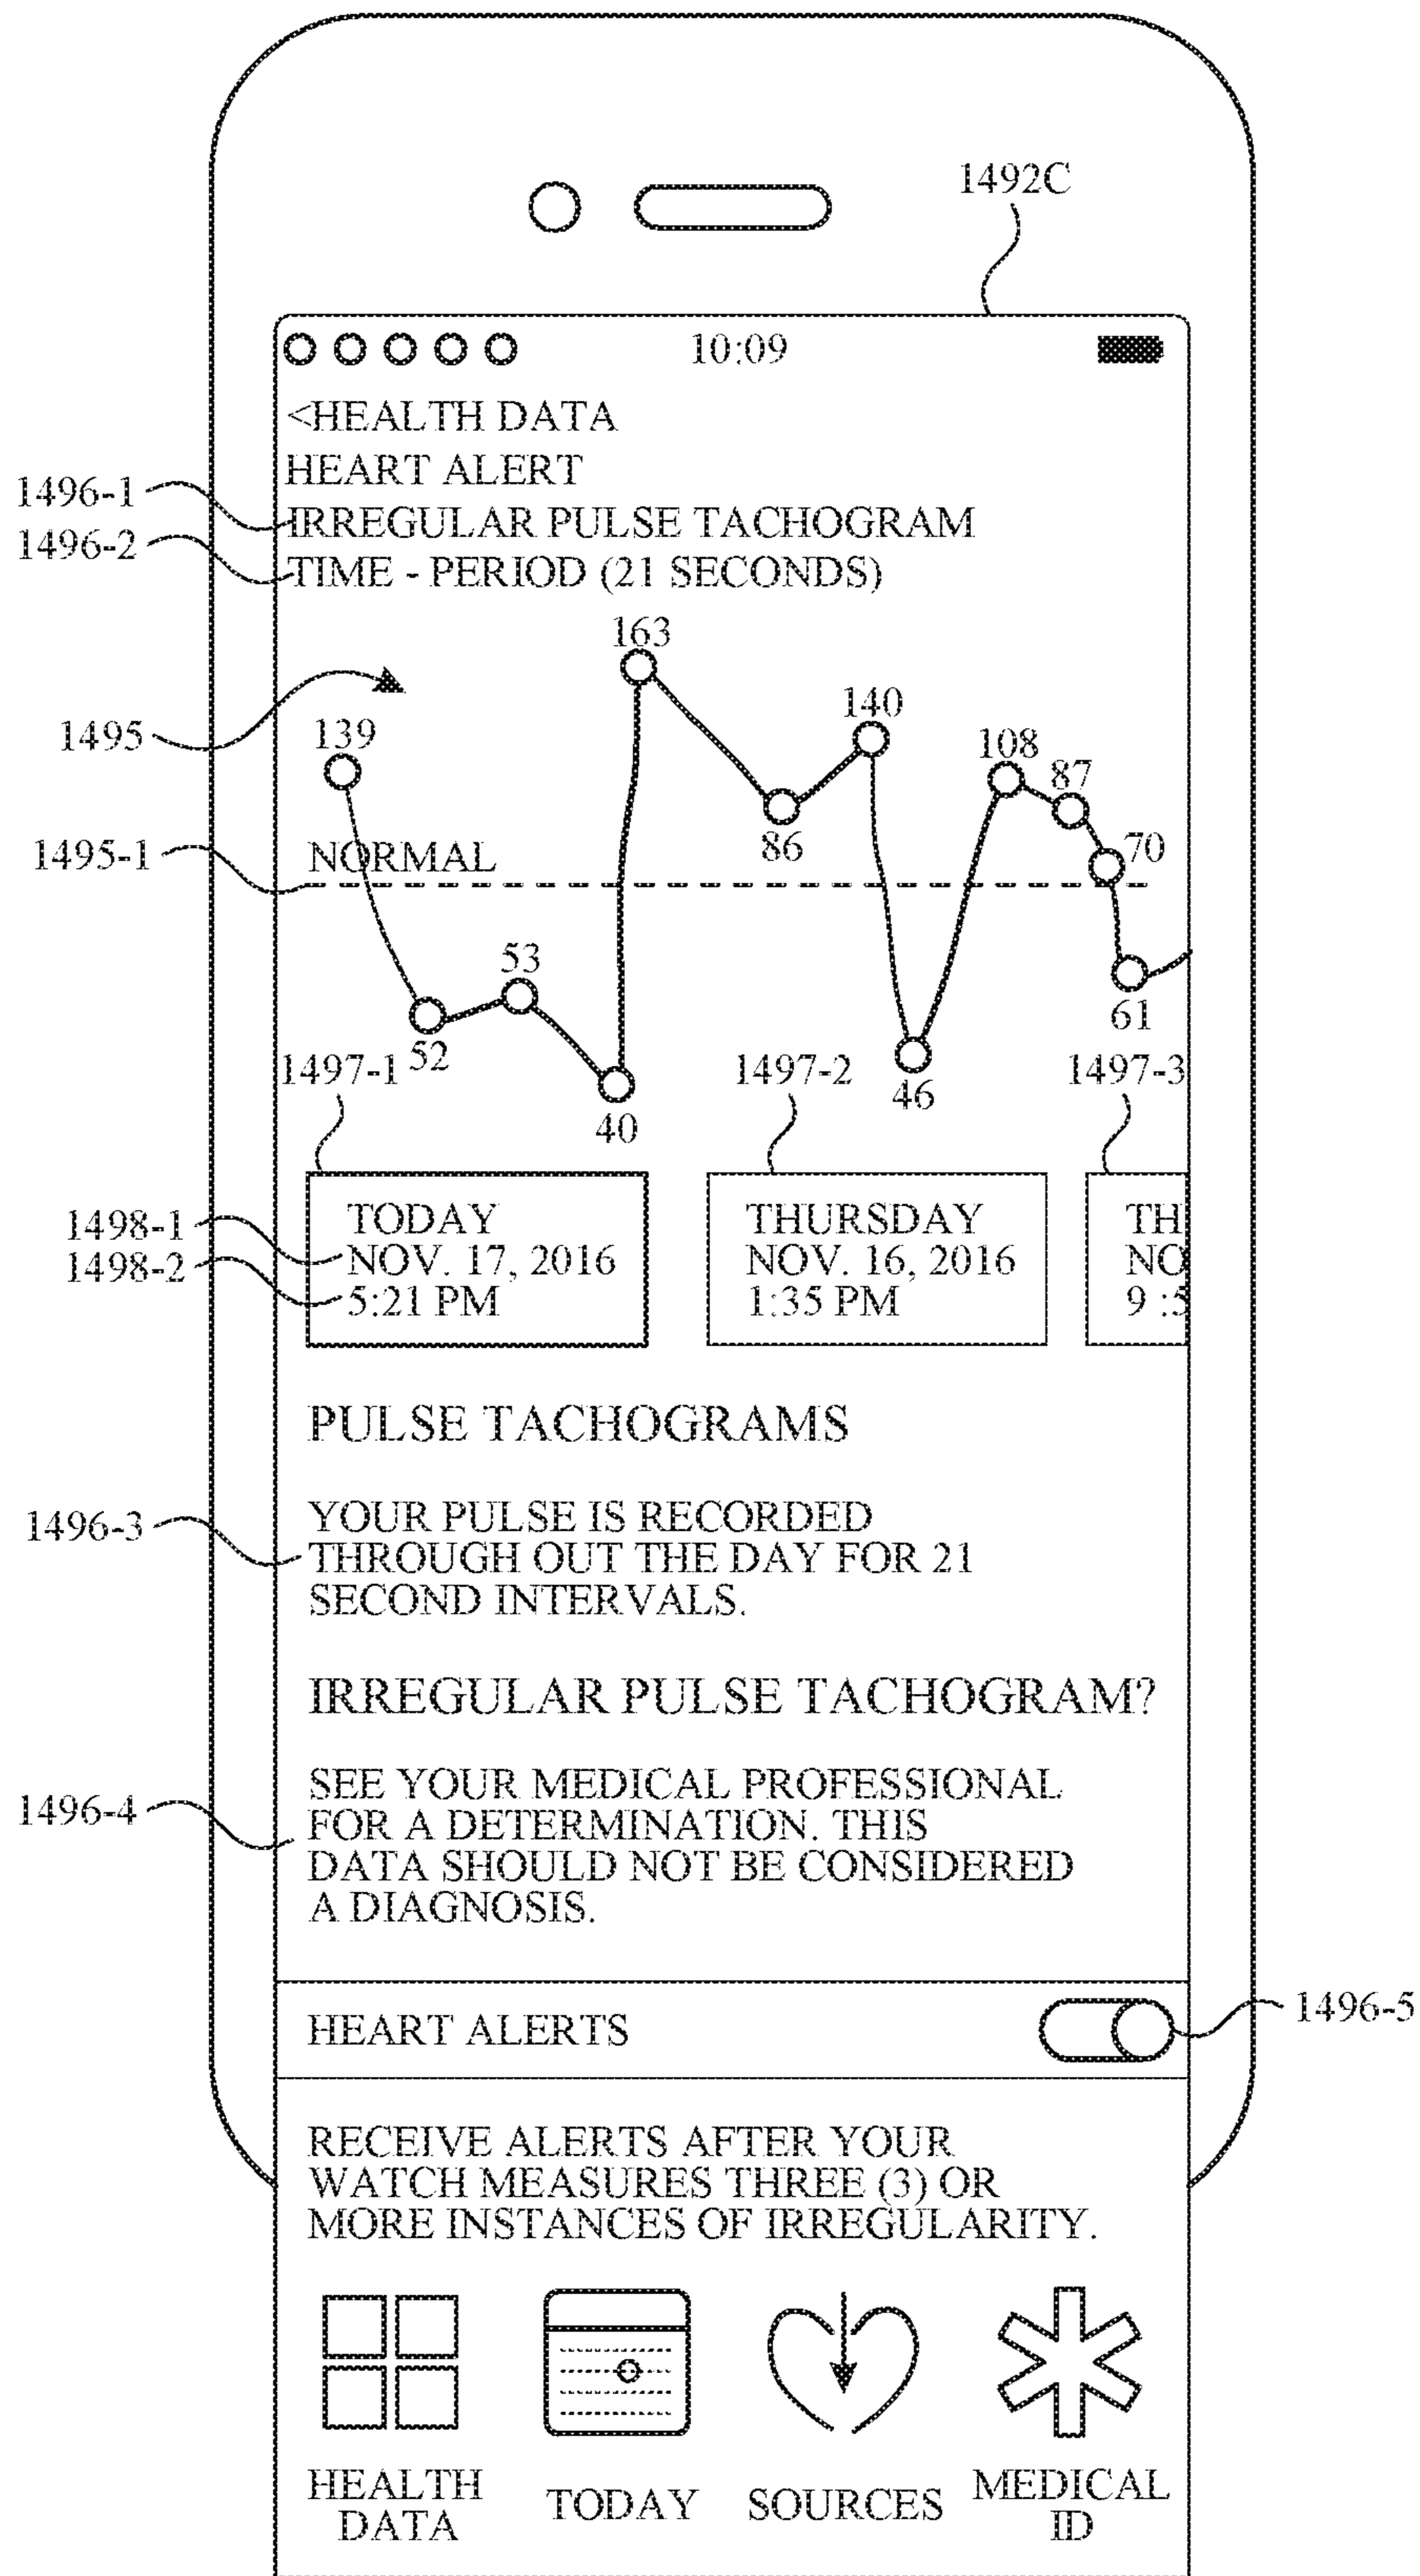 1492C
10:09
<HEALTH DATA
HEART ALERT
1496-1
IRREGULAR PULSE TACHOGRAM
1496-2
TIME - PERIOD (21 SECONDS)
163
140
1495
139
108
87
1495-1
NORMAL
86
70
53
61
52
1497-1
1497-2
1497-3
46
40
1498-1
1498-2
TODAY
NOV. 17, 2016
5:21 PM
THURSDAY
NOV. 16, 2016
1:35 PM
TH
NO
9 :5
PULSE TACHOGRAMS
1496-3
YOUR PULSE IS RECORDED
THROUGH OUT THE DAY FOR 21
SECOND INTERVALS.
IRREGULAR PULSE TACHOGRAM?
1496-4
SEE YOUR MEDICAL PROFESSIONAL
FOR A DETERMINATION. THIS
DATA SHOULD NOT BE CONSIDERED
A DIAGNOSIS.
HEART ALERTS
1496-5
RECEIVE ALERTS AFTER YOUR
WATCH MEASURES THREE (3) OR
MORE INSTANCES OF IRREGULARITY.
HEALTH
DATA
TODAY
SOURCES
MEDICAL
ID